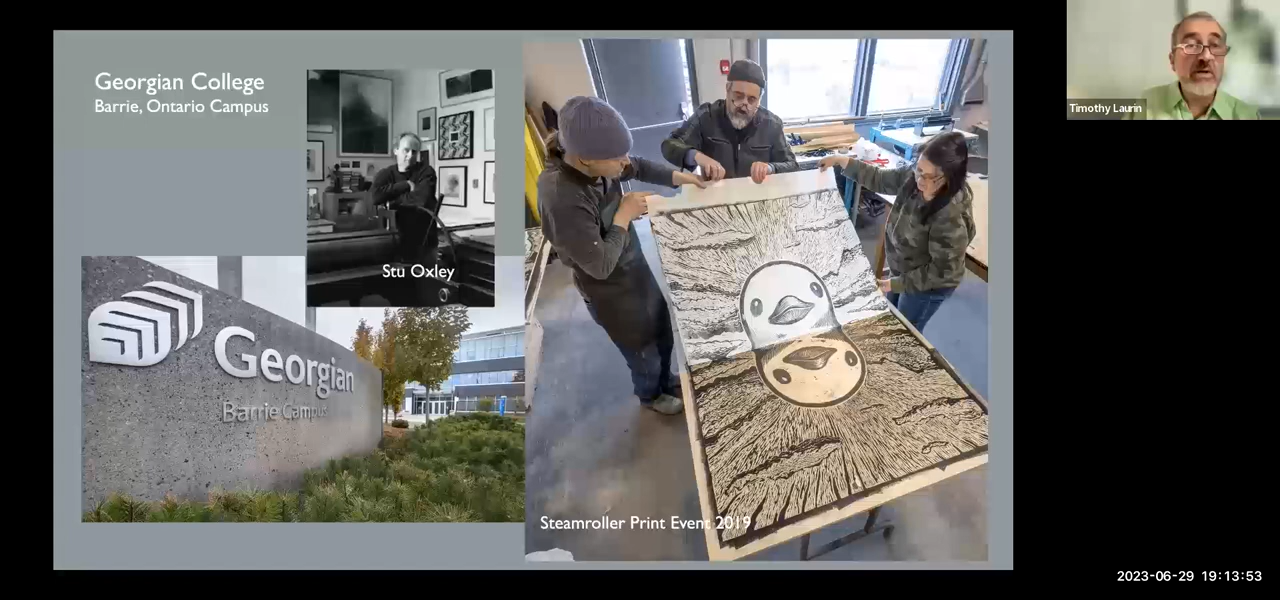 Georgian College
Barrie, Ontario Campus
Stu Oxley
Georgian
Barrie Campus
Steamroller Print Event 2019
Timothy Laurin
2023-06-29 19:13:53